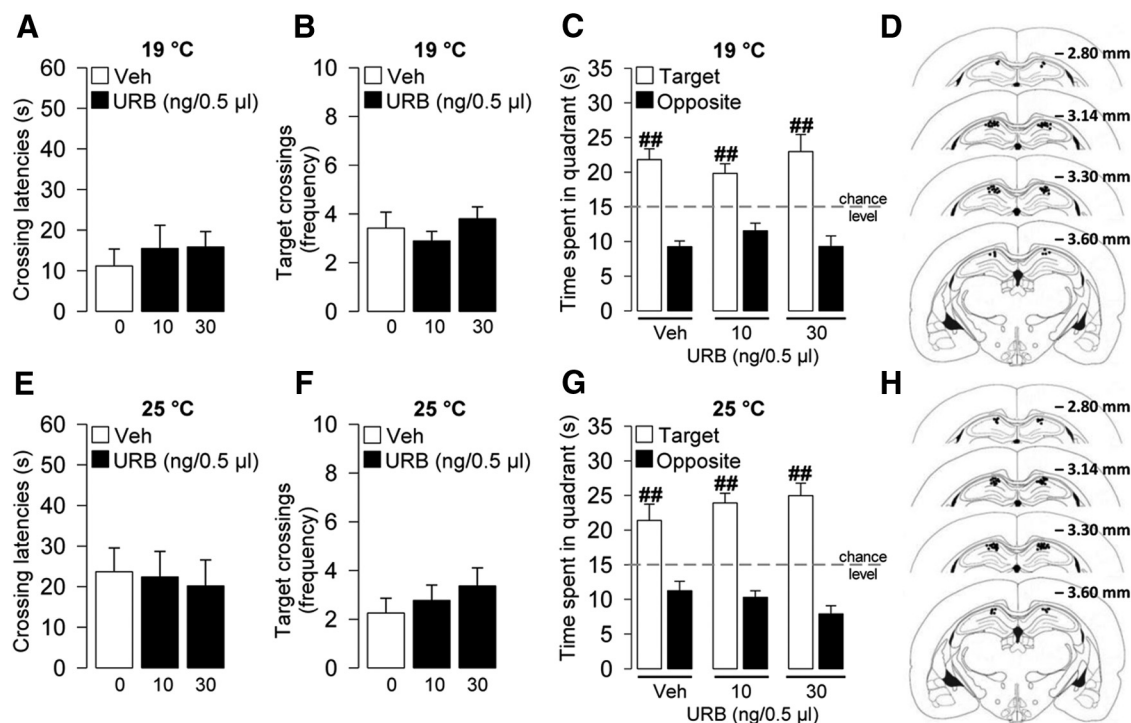 A
19 °C
Crossing latencies (s)
60
50
40
30
20
10
0
Veh
URB (ng/0.5 µl)
0 10 30
B
19 °C
Target crossings
(frequency)
10
8
6
4
2
0
Veh
URB (ng/0.5 µl)
0 10 30
C
19 °C
Time spent in quadrant (s)
35
30
25
20
15
10
5
0
Target
Opposite
## ## ##
chance
level
Veh 10 30
URB (ng/0.5 µl)
D
– 2.80 mm
– 3.14 mm
– 3.30 mm
– 3.60 mm
E
25 °C
Crossing latencies (s)
60
50
40
30
20
10
0
Veh
URB (ng/0.5 µl)
0 10 30
F
25 °C
Target crossings
(frequency)
10
8
6
4
2
0
Veh
URB (ng/0.5 µl)
0 10 30
G
25 °C
Time spent in quadrant (s)
35
30
25
20
15
10
5
0
Target
Opposite
## ## ##
chance
level
Veh 10 30
URB (ng/0.5 µl)
H
– 2.80 mm
– 3.14 mm
– 3.30 mm
– 3.60 mm